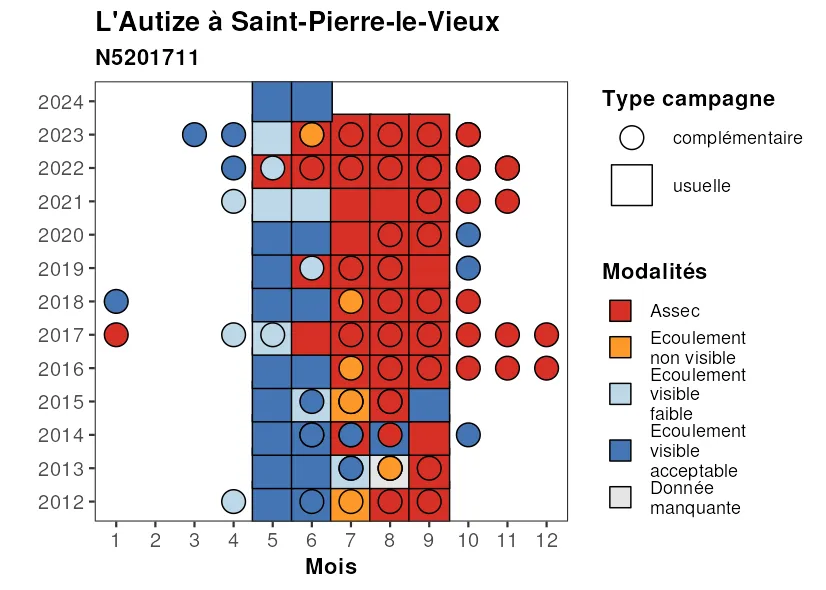 L'Autize à Saint-Pierre-le-Vieux
N5201711
2024
2023
2022
2021
2020
2019
2018
2017
2016
2015
2014
2013
2012
1 2 3 4 5 6 7 8 9 10 11 12
Mois
Type campagne
complémentaire
usuelle
Modalités
Assec
Ecoulement
non visible
Ecoulement
visible
faible
Ecoulement
visible
acceptable
Donnée
manquante